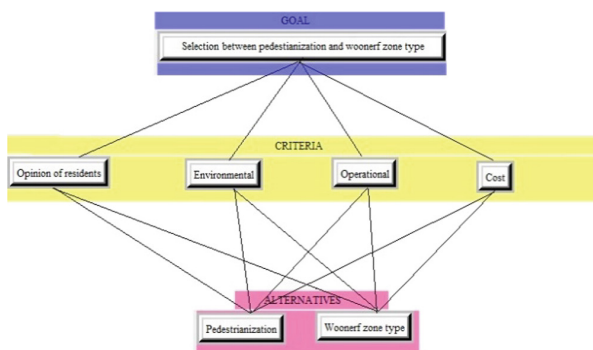 GOAL
Selection between pedestianization and woonerf zone type
CRITERIA
Opinion of residents
Environmental
Operational
Cost
ALTERNATIVES
Pedestrianization
Woonerf zone type